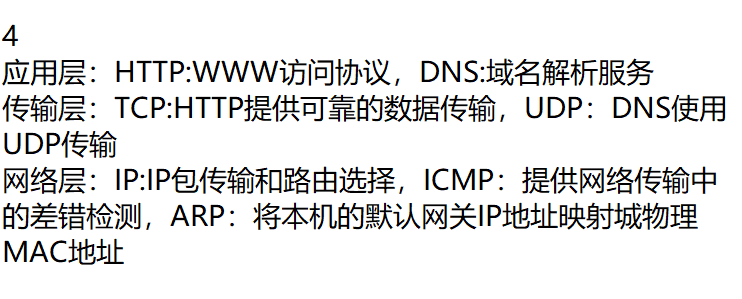 4
应用层：HTTP:WWW访问协议，DNS:域名解析服务
传输层：TCP:HTTP提供可靠的数据传输，UDP：DNS使用
UDP传输
网络层：IP:IP包传输和路由选择，ICMP：提供网络传输中
的差错检测，ARP：将本机的默认网关IP地址映射城物理
MAC地址